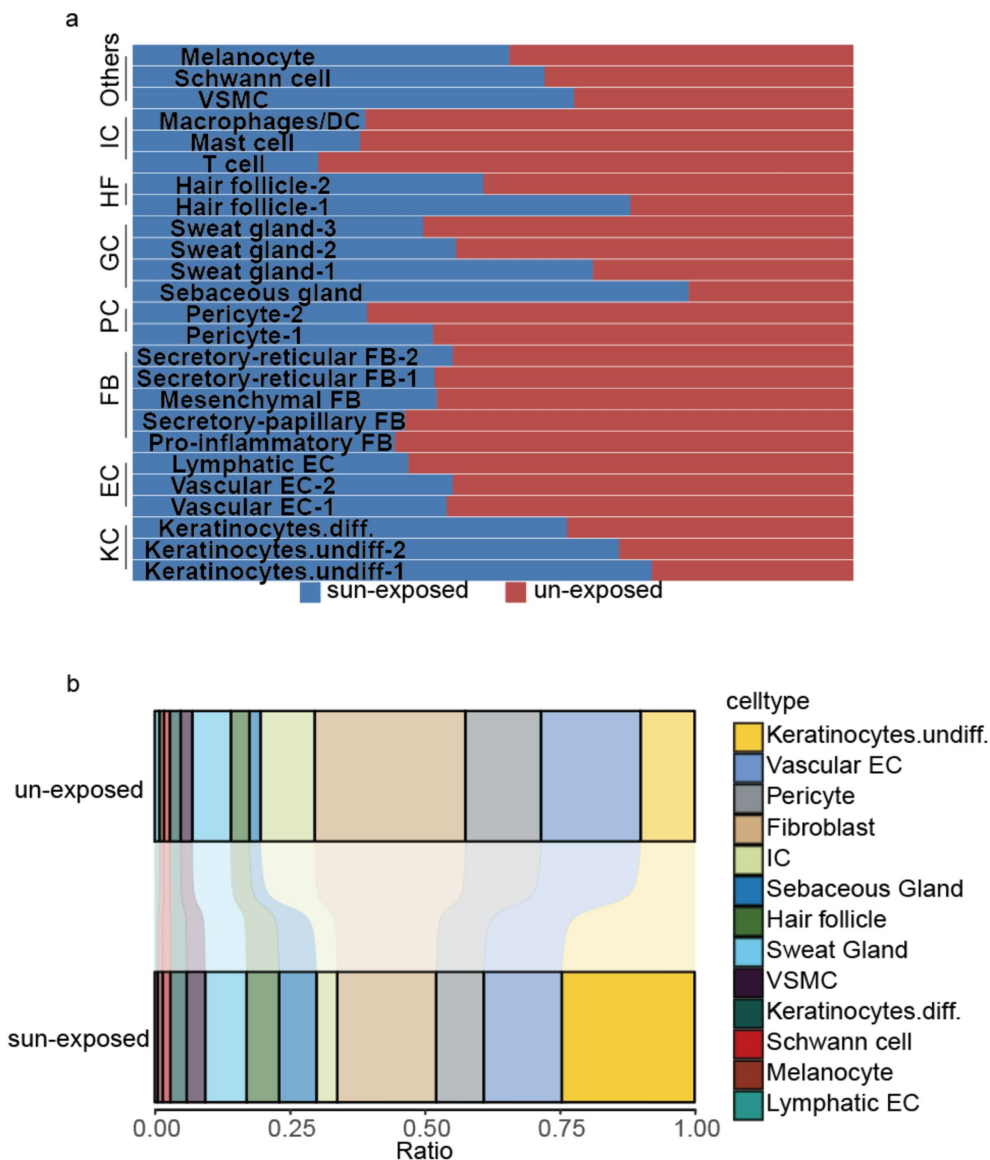 a
Others
Melanocyte
Schwann cell
VSMC
IC
Macrophages/DC
Mast cell
T cell
HF
Hair follicle-2
Hair follicle-1
GC
Sweat gland-3
Sweat gland-2
Sweat gland-1
Sebaceous gland
PC
Pericyte-2
Pericyte-1
FB
Secretory-reticular FB-2
Secretory-reticular FB-1
Mesenchymal FB
Secretory-papillary FB
Pro-inflammatory FB
EC
Lymphatic EC
Vascular EC-2
Vascular EC-1
KC
Keratinocytes.diff.
Keratinocytes.undiff-2
Keratinocytes.undiff-1
sun-exposed un-exposed
b
un-exposed
sun-exposed
0.00 0.25 0.50 0.75 1.00
Ratio
celltype
Keratinocytes.undiff.
Vascular EC
Pericyte
Fibroblast
IC
Sebaceous Gland
Hair follicle
Sweat Gland
VSMC
Keratinocytes.diff.
Schwann cell
Melanocyte
Lymphatic EC